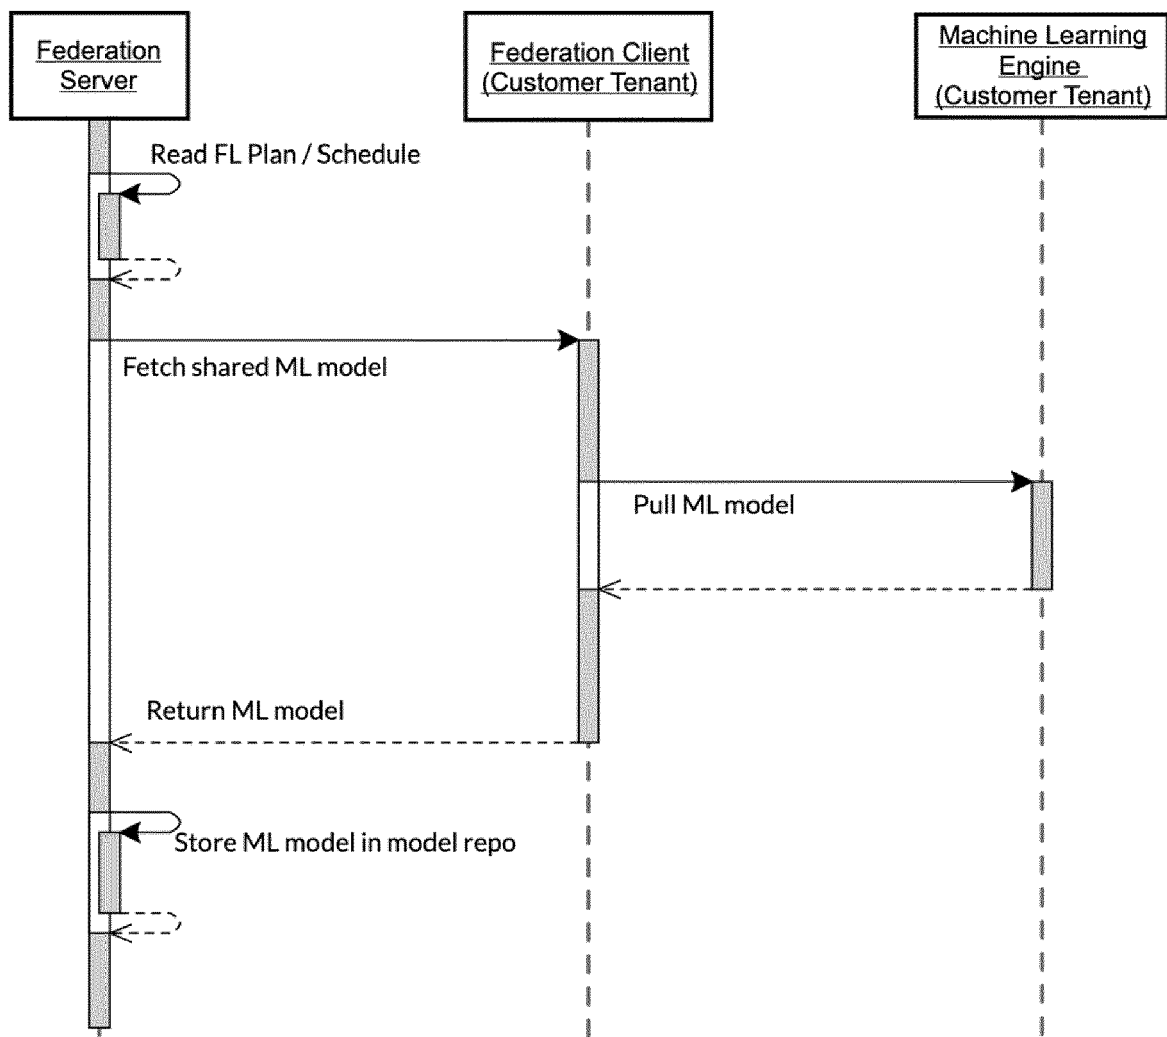 Federation
Server
Federation Client
(Customer Tenant)
Machine Learning
Engine
(Customer Tenant)
Read FL Plan / Schedule
Fetch shared ML model
Pull ML model
Return ML model
Store ML model in model repo